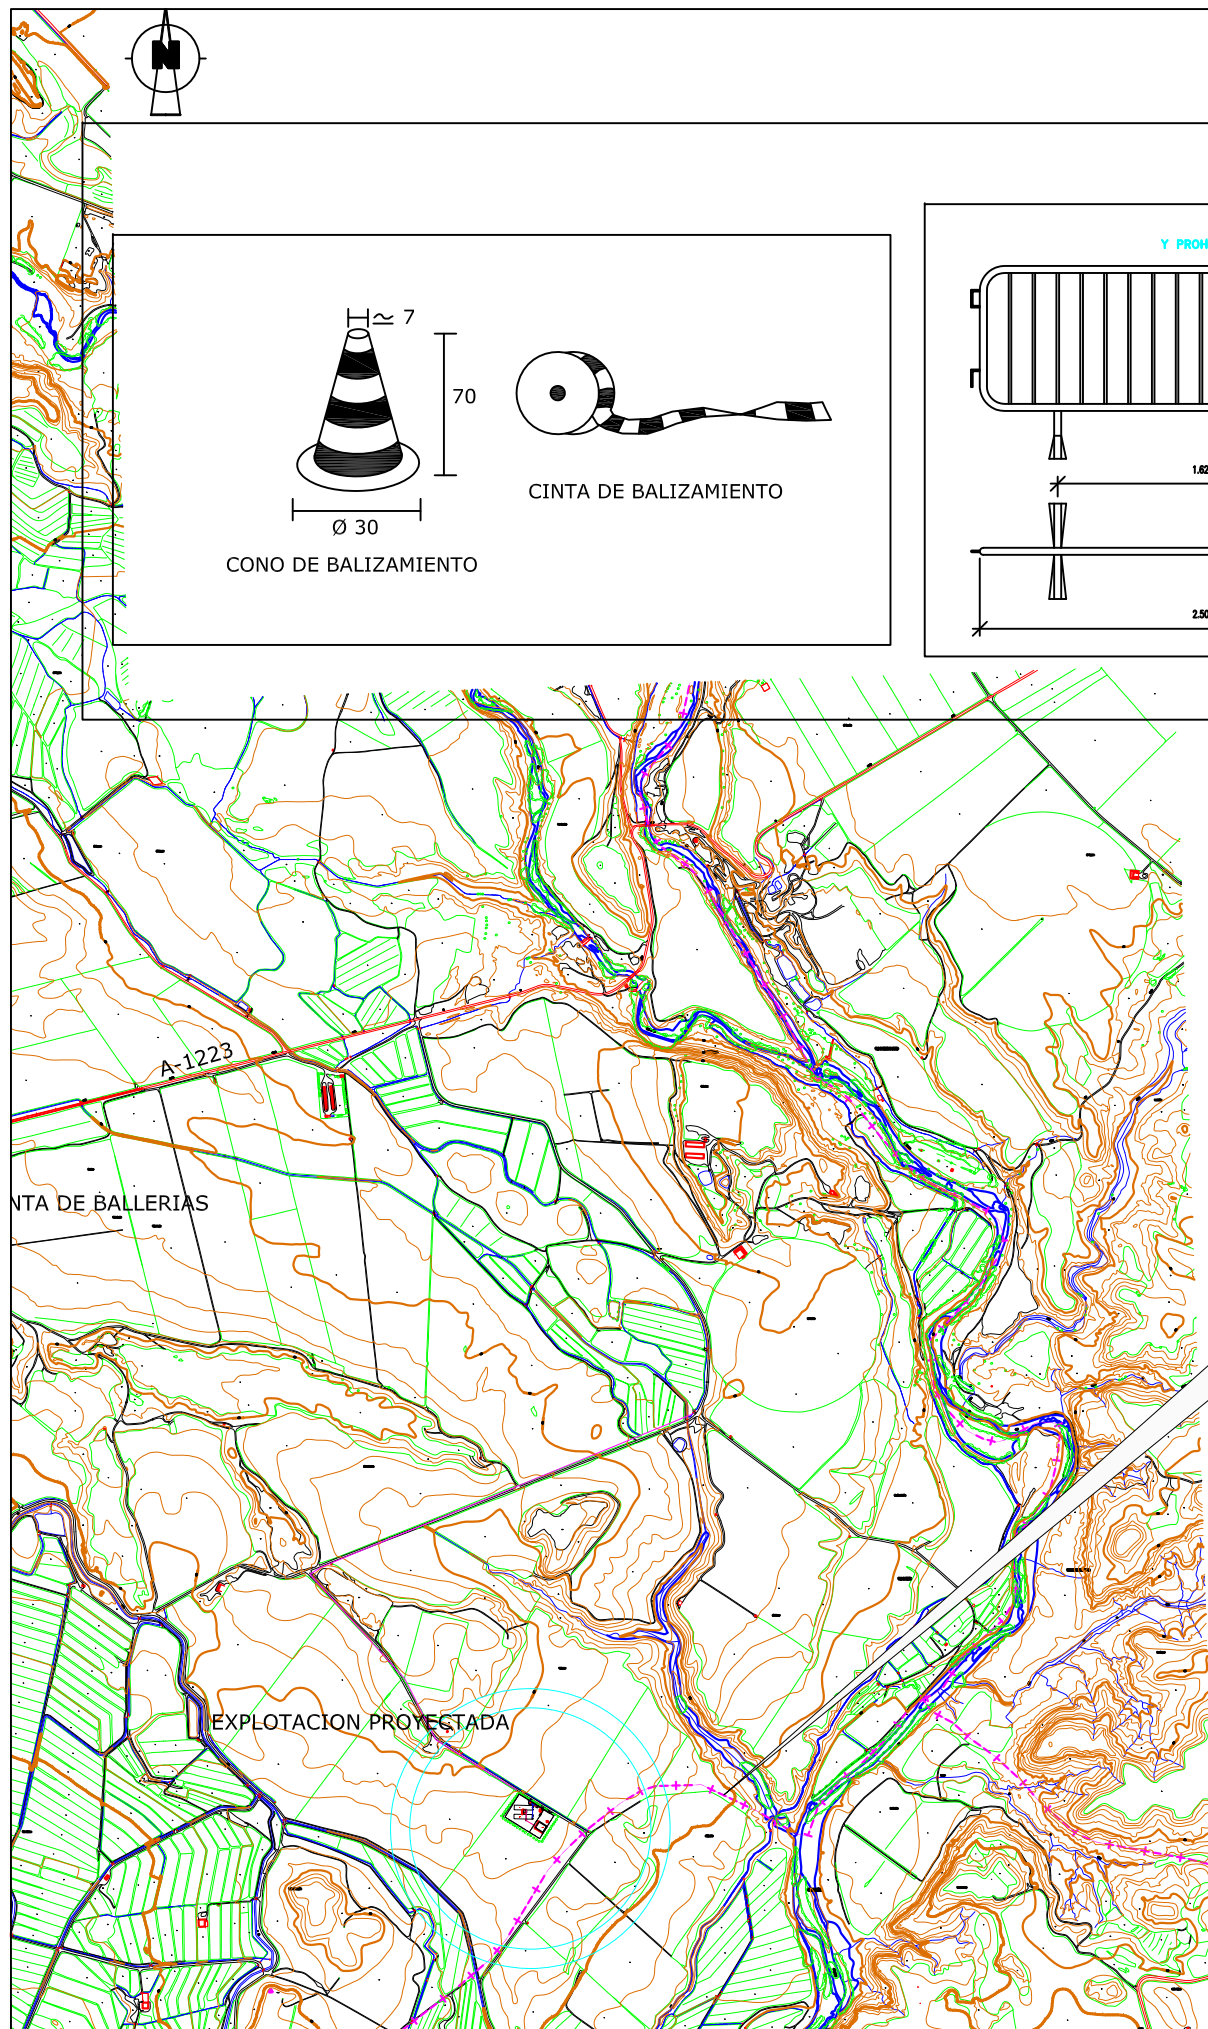 N
Y PROH
≃ 7
70
Ø 30
CINTA DE BALIZAMIENTO
CONO DE BALIZAMIENTO
1.62
2.50
A-1223
NTA DE BALLERIAS
EXPLOTACION PROYECTADA